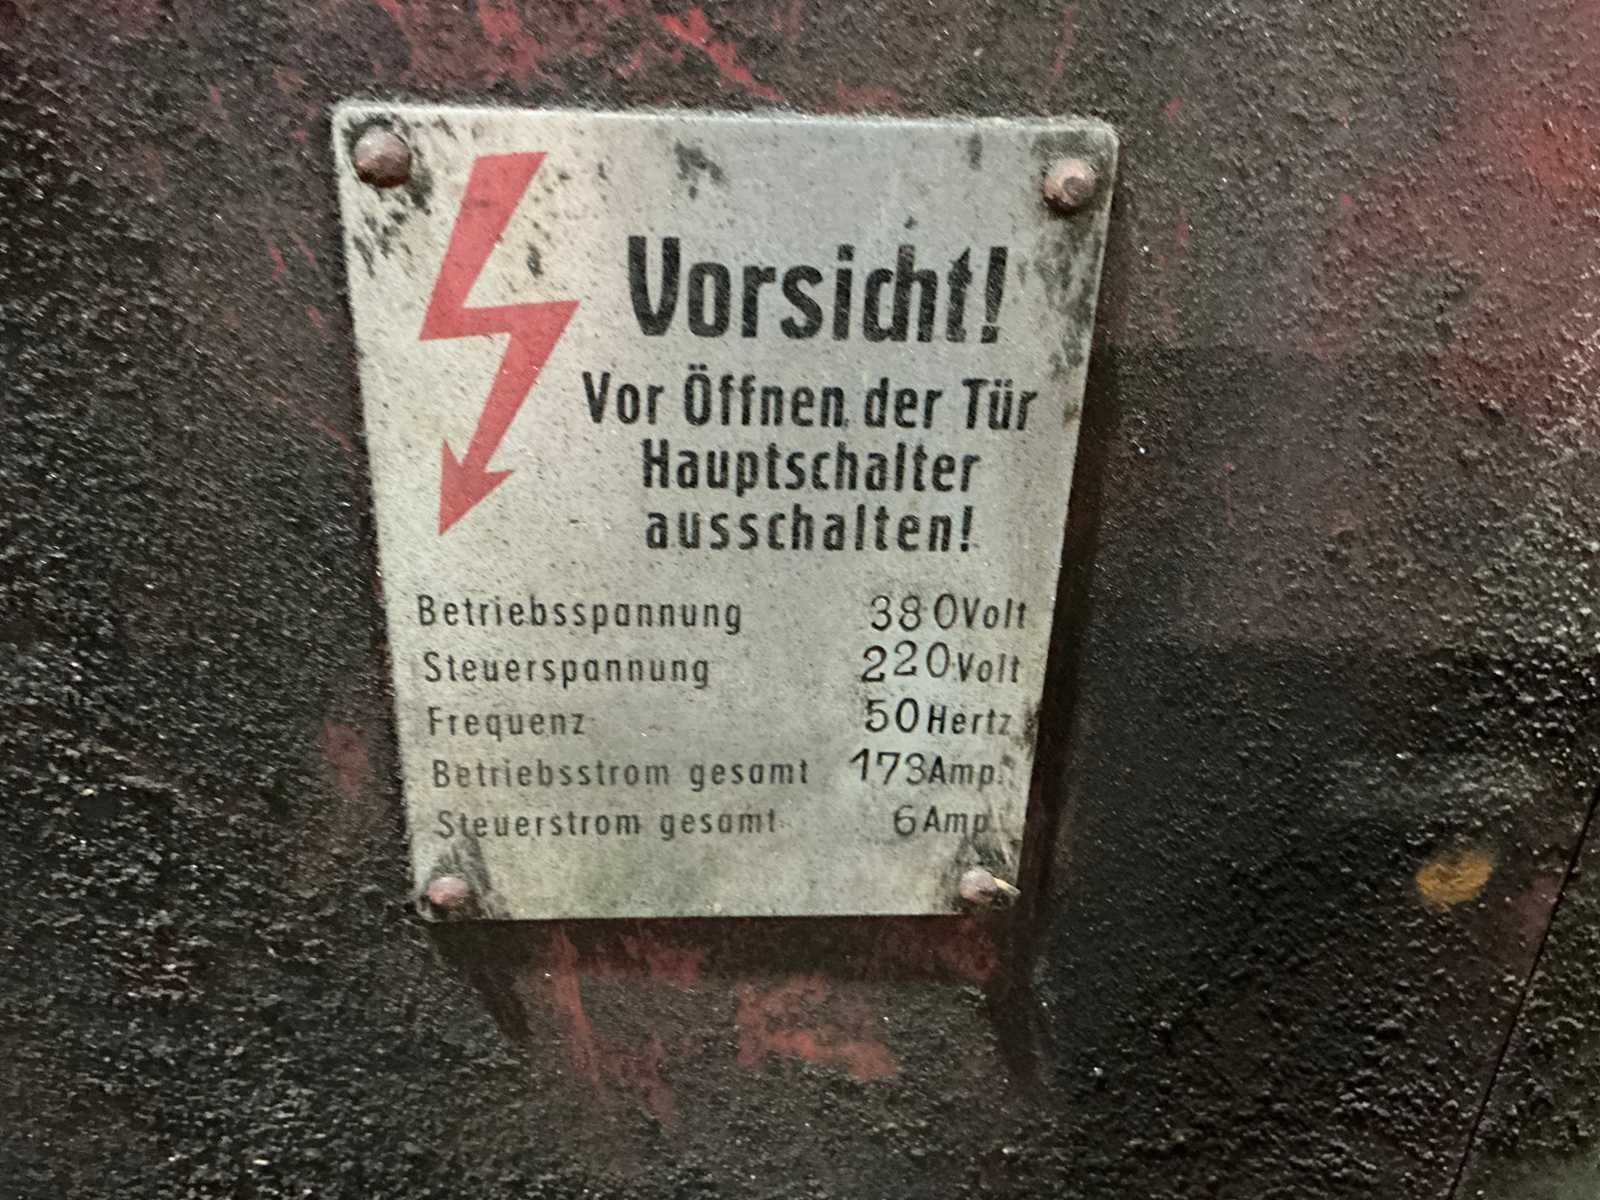 Vorsicht!
Vor Öffnen der Tür
Hauptschalter
ausschalten!
Betriebsspannung 380 Volt
Steuerspannung 220 Volt
Frequenz 50 Hertz
Betriebsstrom gesamt 173 Amp.
Steuerstrom gesamt 6 Amp.